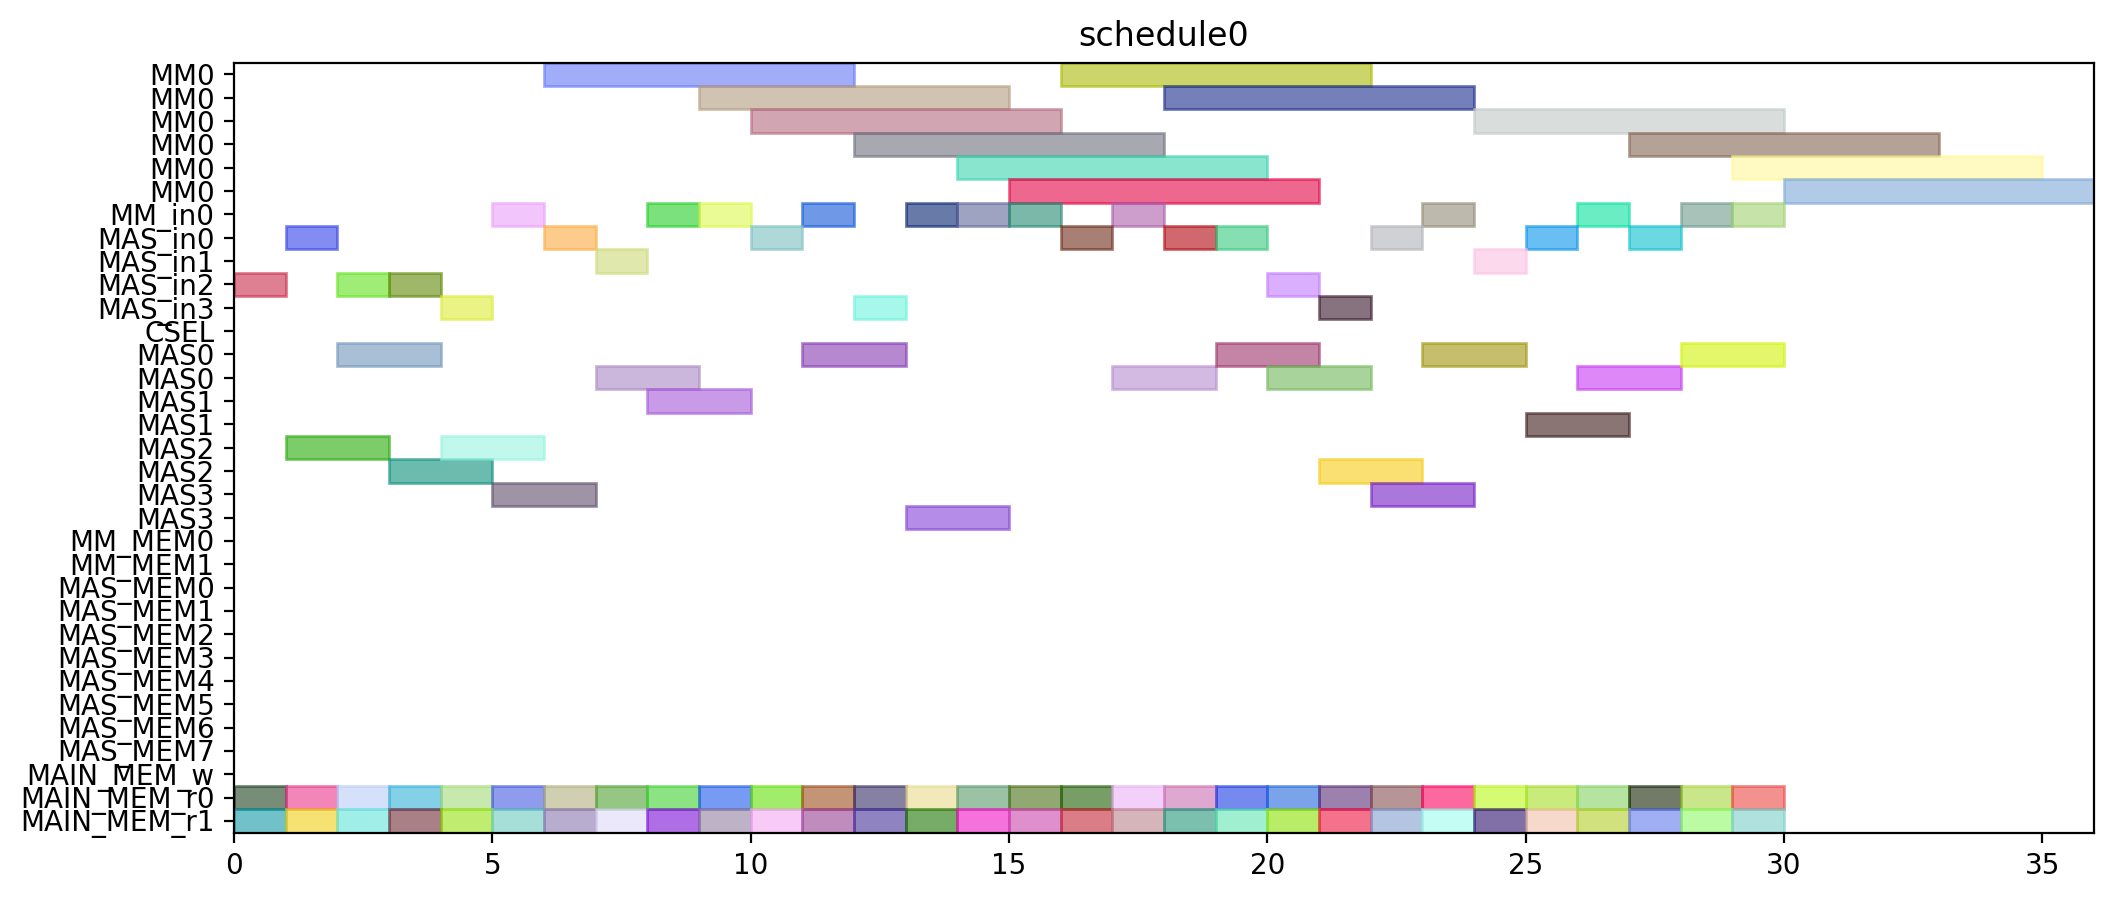 schedule0
MM0
MM0
MM0
MM0
MM0
MM0
MM_in0
MAS_in0
MAS_in1
MAS_in2
MAS_in3
CSEL
MAS0
MAS0
MAS1
MAS1
MAS2
MAS2
MAS3
MAS3
MM_MEM0
MM_MEM1
MAS_MEM0
MAS_MEM1
MAS_MEM2
MAS_MEM3
MAS_MEM4
MAS_MEM5
MAS_MEM6
MAS_MEM7
MAIN_MEM_w
MAIN_MEM_r0
MAIN_MEM_r1
0 5 10 15 20 25 30 35